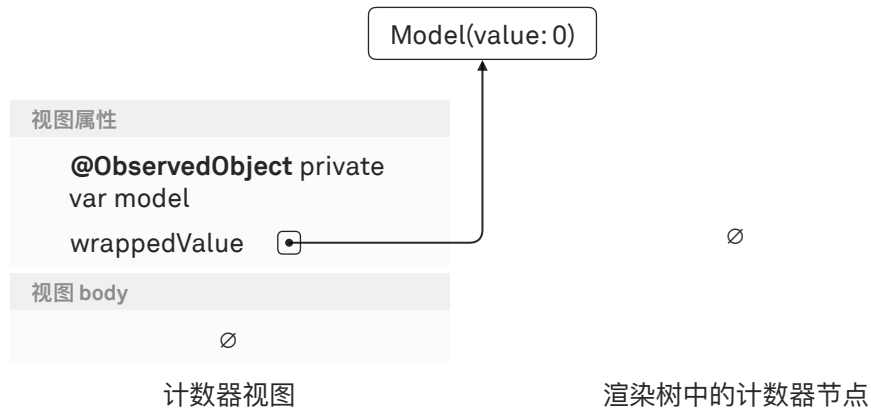 Model(value: 0)
视图属性
@ObservedObject private
var model
wrappedValue
∅
视图 body
∅
计数器视图
渲染树中的计数器节点